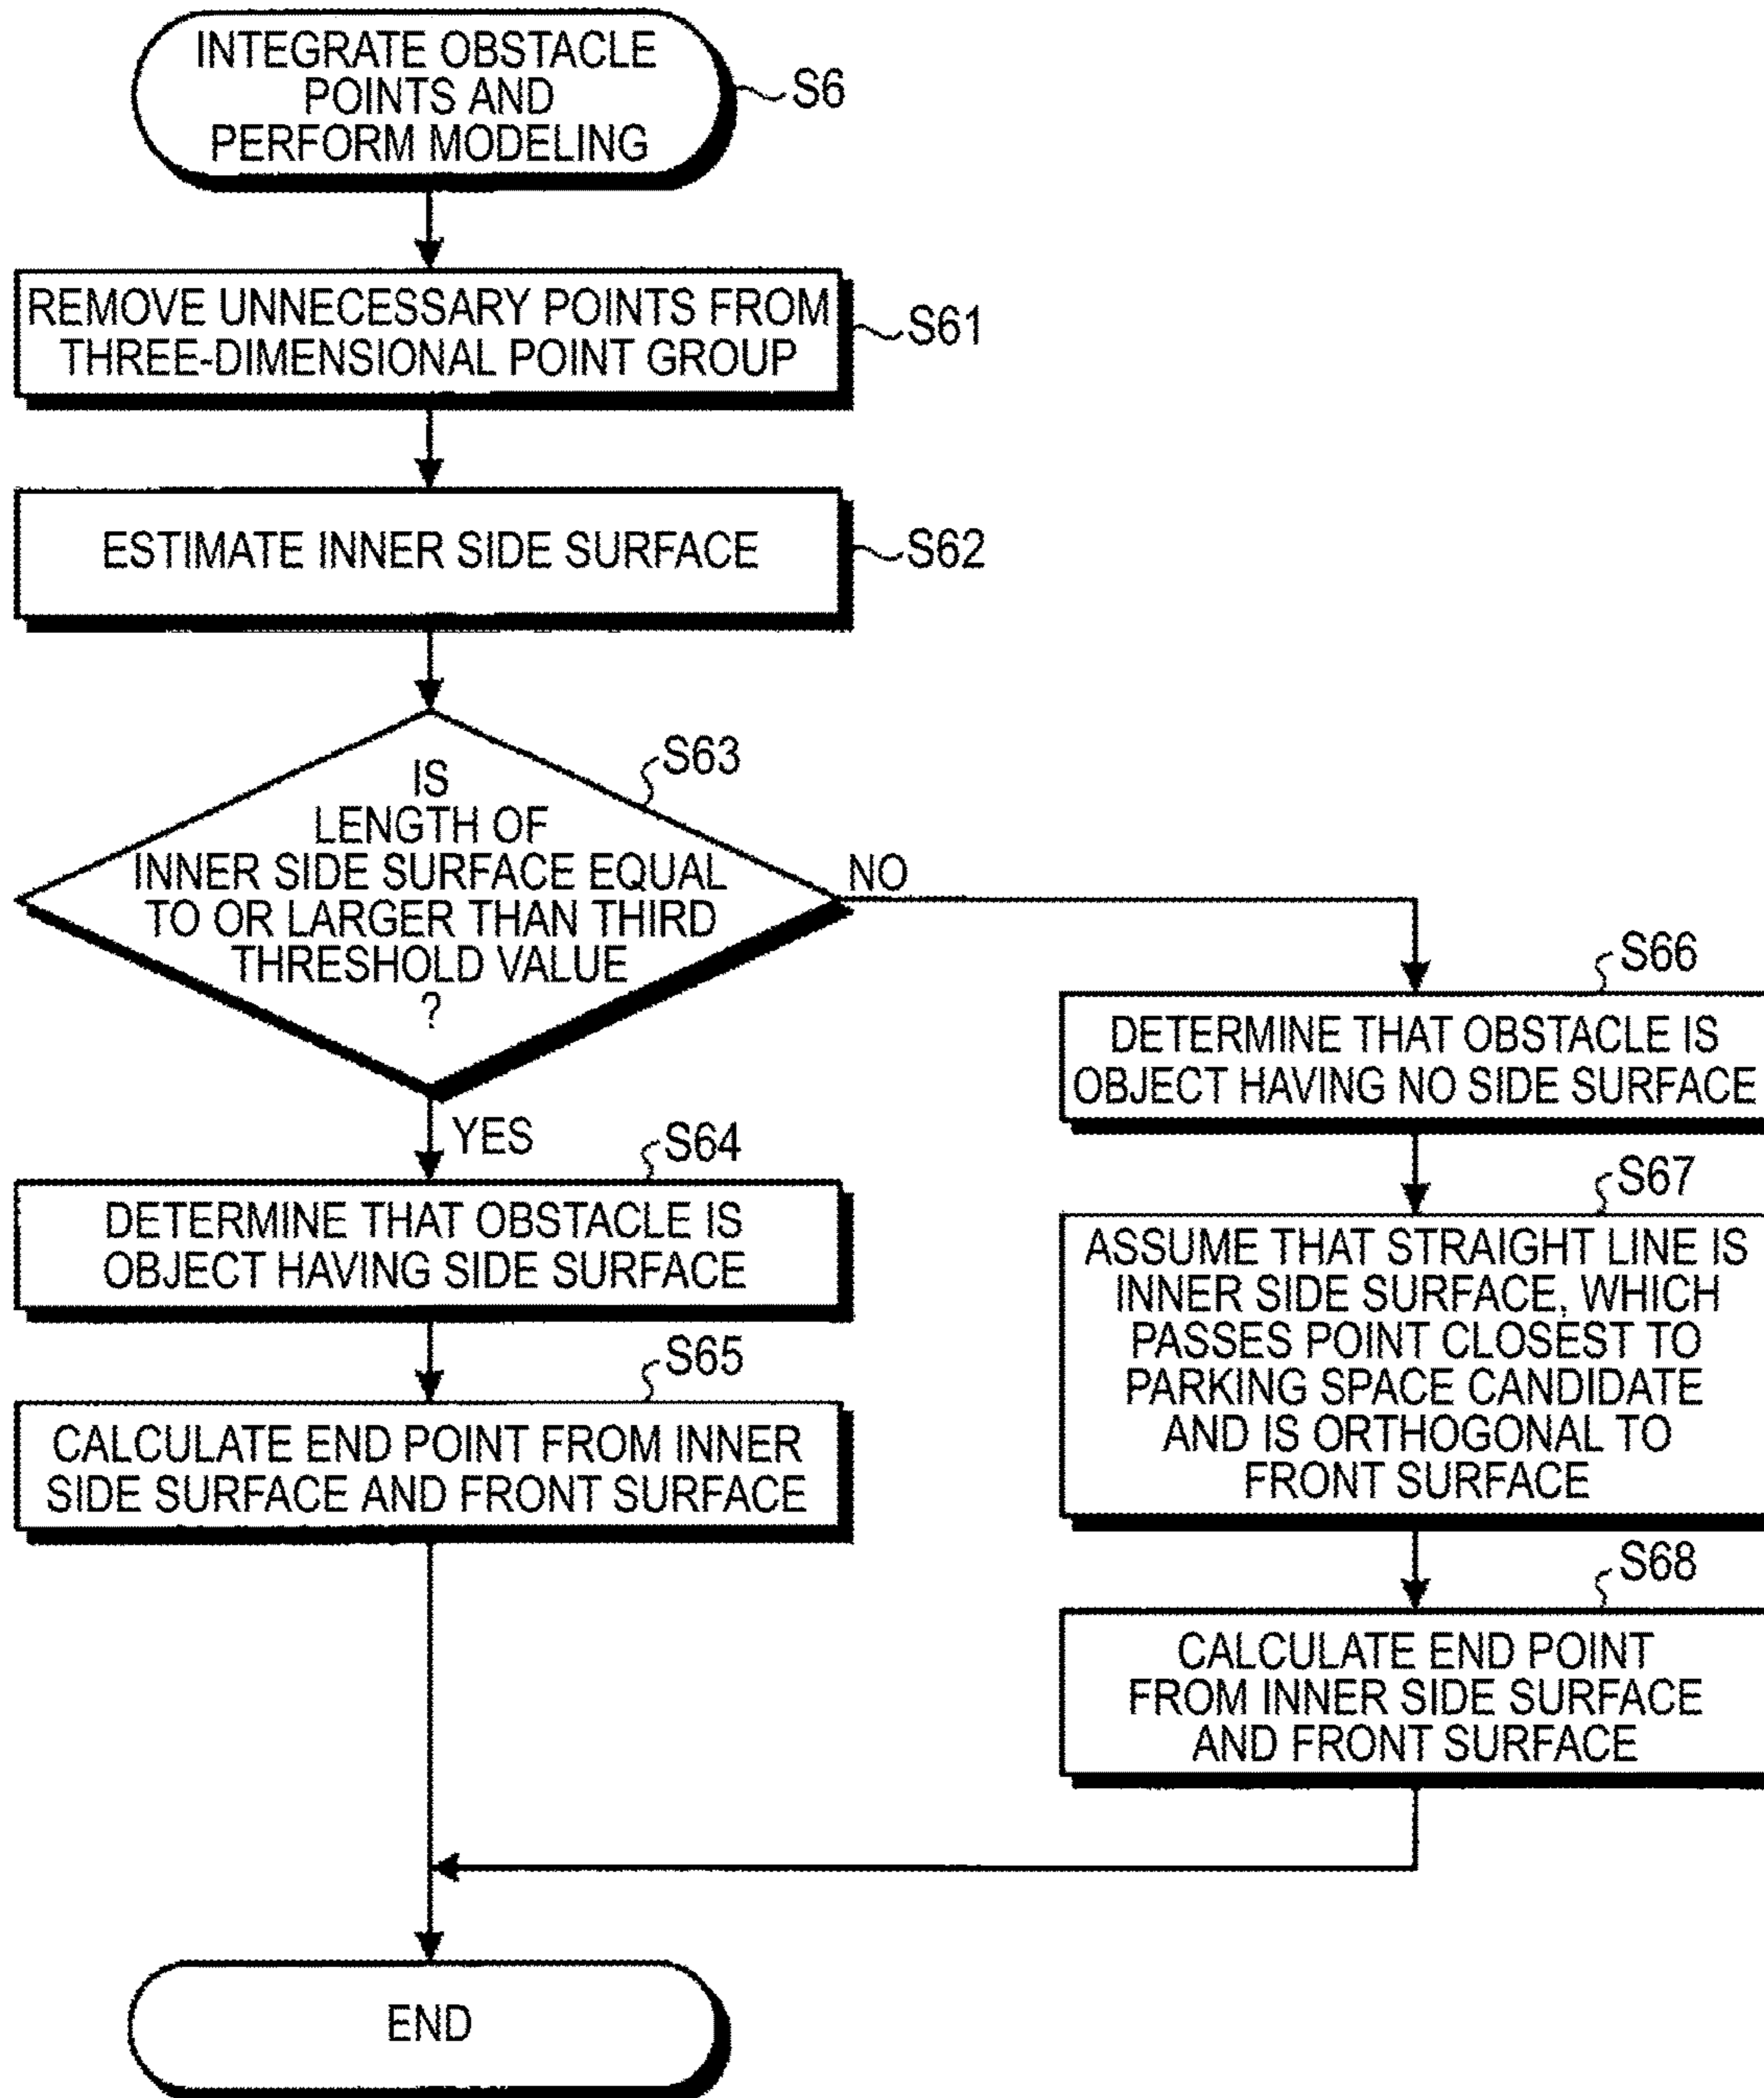 INTEGRATE OBSTACLE
POINTS AND
PERFORM MODELING
S6
REMOVE UNNECESSARY POINTS FROM
THREE-DIMENSIONAL POINT GROUP
S61
ESTIMATE INNER SIDE SURFACE
S62
S63
IS
LENGTH OF
INNER SIDE SURFACE EQUAL
TO OR LARGER THAN THIRD
THRESHOLD VALUE
?
NO
YES
S64
DETERMINE THAT OBSTACLE IS
OBJECT HAVING SIDE SURFACE
S65
CALCULATE END POINT FROM INNER
SIDE SURFACE AND FRONT SURFACE
S66
DETERMINE THAT OBSTACLE IS
OBJECT HAVING NO SIDE SURFACE
S67
ASSUME THAT STRAIGHT LINE IS
INNER SIDE SURFACE, WHICH
PASSES POINT CLOSEST TO
PARKING SPACE CANDIDATE
AND IS ORTHOGONAL TO
FRONT SURFACE
S68
CALCULATE END POINT
FROM INNER SIDE SURFACE
AND FRONT SURFACE
END